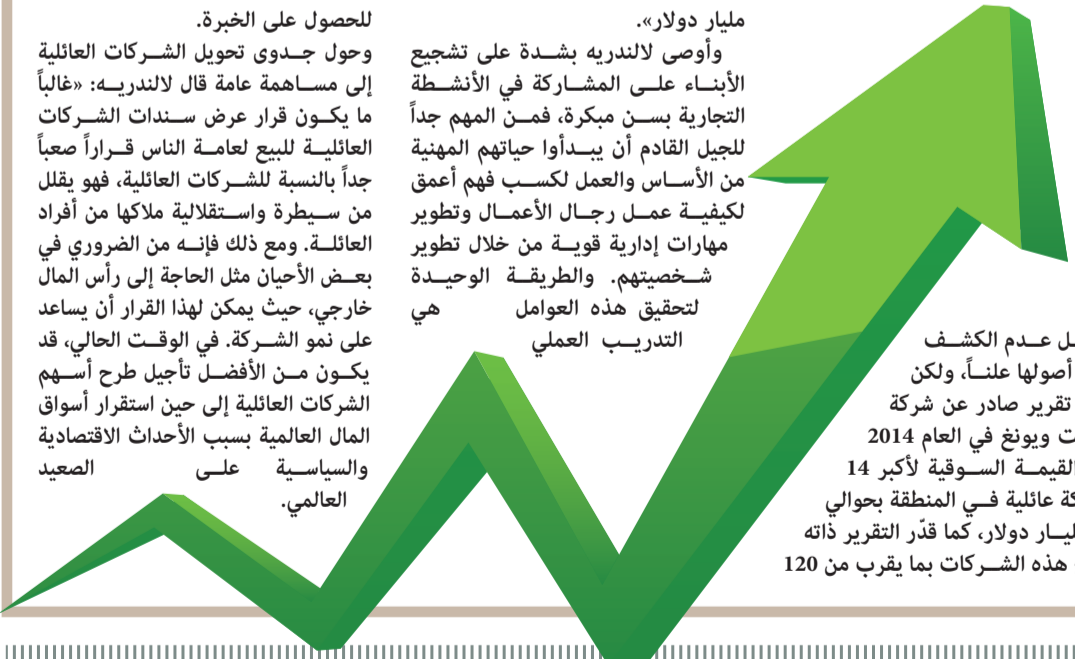 عدم الكشف
أصولها علناً، ولكن
تقرير صادر عن شركة
ويونغ في العام 2014
القيمة السوقية لأكبر 14
عائلية في المنطقة بحوالي
دولار، كما قدّر التقرير ذاته
هذه الشركات بما يقرب من 120
مليار دولار».
وأوصى لالندريه بشدة على تشجيع
الأبناء على المشاركة في الأنشطة
التجارية بسن مبكرة، فمن المهم جداً
للجيل القادم أن يبدأوا حياتهم المهنية
من الأساس والعمل لكسب فهم أعمق
لكيفية عمل رجال الأعمال وتطوير
مهارات إدارية قوية من خلال تطوير
شخصيتهم. والطريقة الوحيدة
لتحقيق هذه العوامل هي
التدريب العملي
للحصول على الخبرة.
وحول جدوى تحويل الشركات العائلية
إلى مساهمة عامة قال لالندريه: «غالباً
ما يكون قرار عرض سندات الشركات
العائلية للبيع لعامة الناس قراراً صعباً
جداً بالنسبة للشركات العائلية، فهو يقلل
من سيطرة واستقلالية ملاكها من أفراد
العائلة. ومع ذلك فإنه من الضروري في
بعض الأحيان مثل الحاجة إلى رأس المال
خارجي، حيث يمكن لهذا القرار أن يساعد
على نمو الشركة. في الوقت الحالي، قد
يكون من الأفضل تأجيل طرح أسهم
الشركات العائلية إلى حين استقرار أسواق
المال العالمية بسبب الأحداث الاقتصادية
والسياسية على الصعيد
العالمي.